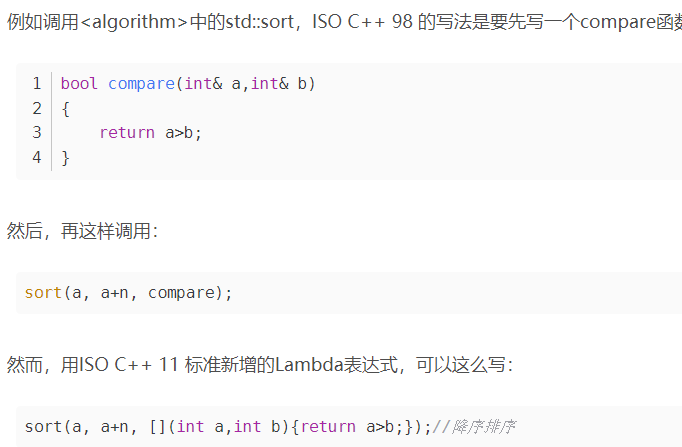 例如调用<algorithm>中的std::sort，ISO C++ 98 的写法是要先写一个compare函
1 bool compare(int& a,int& b)
2 {
3     return a>b;
4 }
然后，再这样调用：
sort(a, a+n, compare);
然而，用ISO C++ 11 标准新增的Lambda表达式，可以这么写：
sort(a, a+n, [](int a,int b){return a>b;});//降序排序